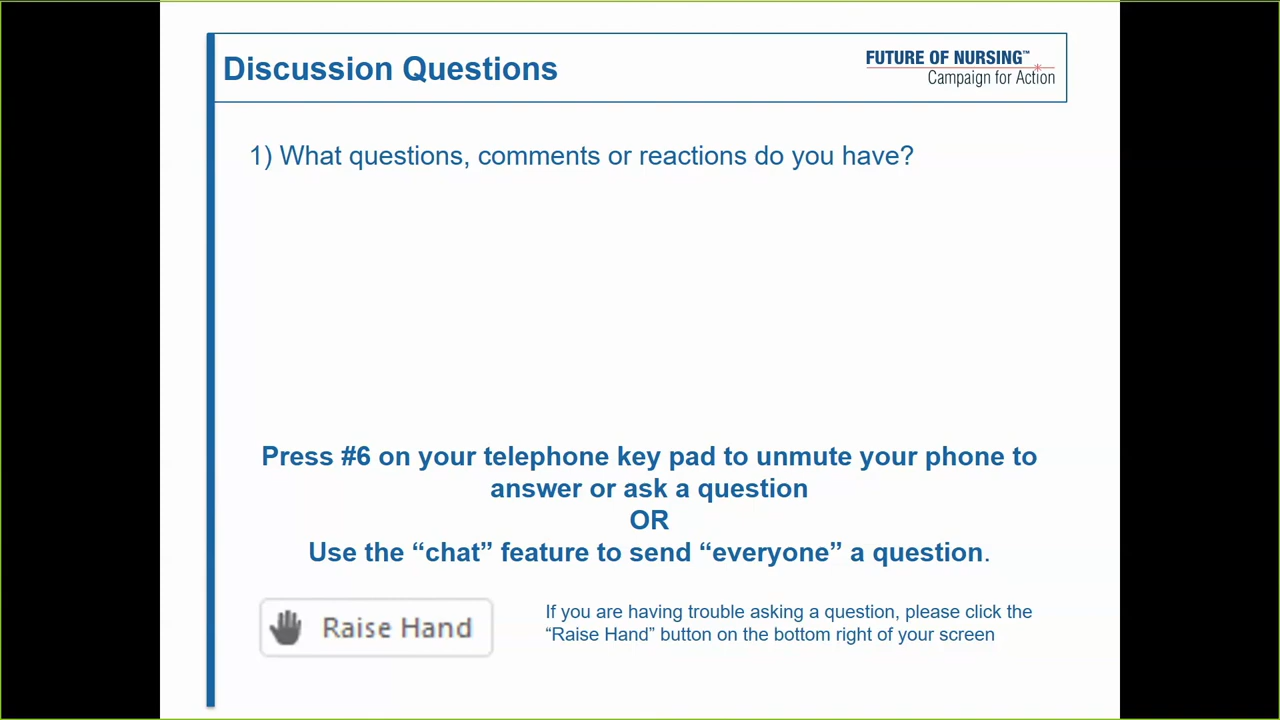 Discussion Questions
FUTURE OF NURSING™
Campaign for Action
1) What questions, comments or reactions do you have?
Press #6 on your telephone key pad to unmute your phone to
answer or ask a question
OR
Use the “chat” feature to send “everyone” a question.
Raise Hand
If you are having trouble asking a question, please click the
“Raise Hand” button on the bottom right of your screen